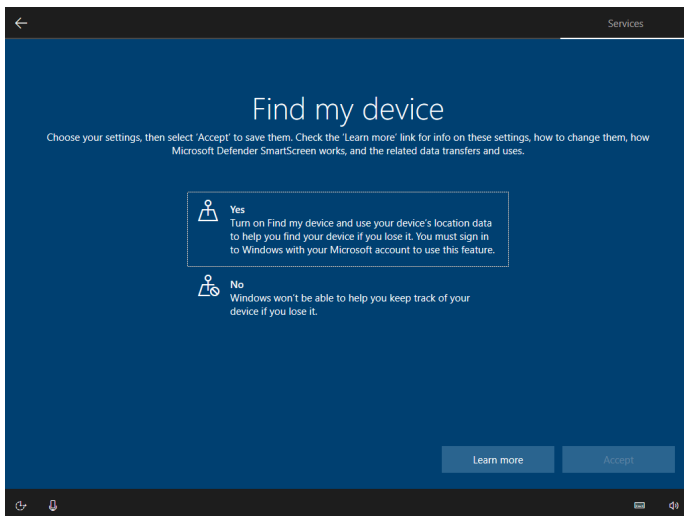 Services
Find my device
Choose your settings, then select 'Accept' to save them. Check the 'Learn more' link for info on these settings, how to change them, how
Microsoft Defender SmartScreen works, and the related data transfers and uses.
Yes
Turn on Find my device and use your device's location data
to help you find your device if you lose it. You must sign in
to Windows with your Microsoft account to use this feature.
No
Windows won't be able to help you keep track of your
device if you lose it.
Learn more
Accept